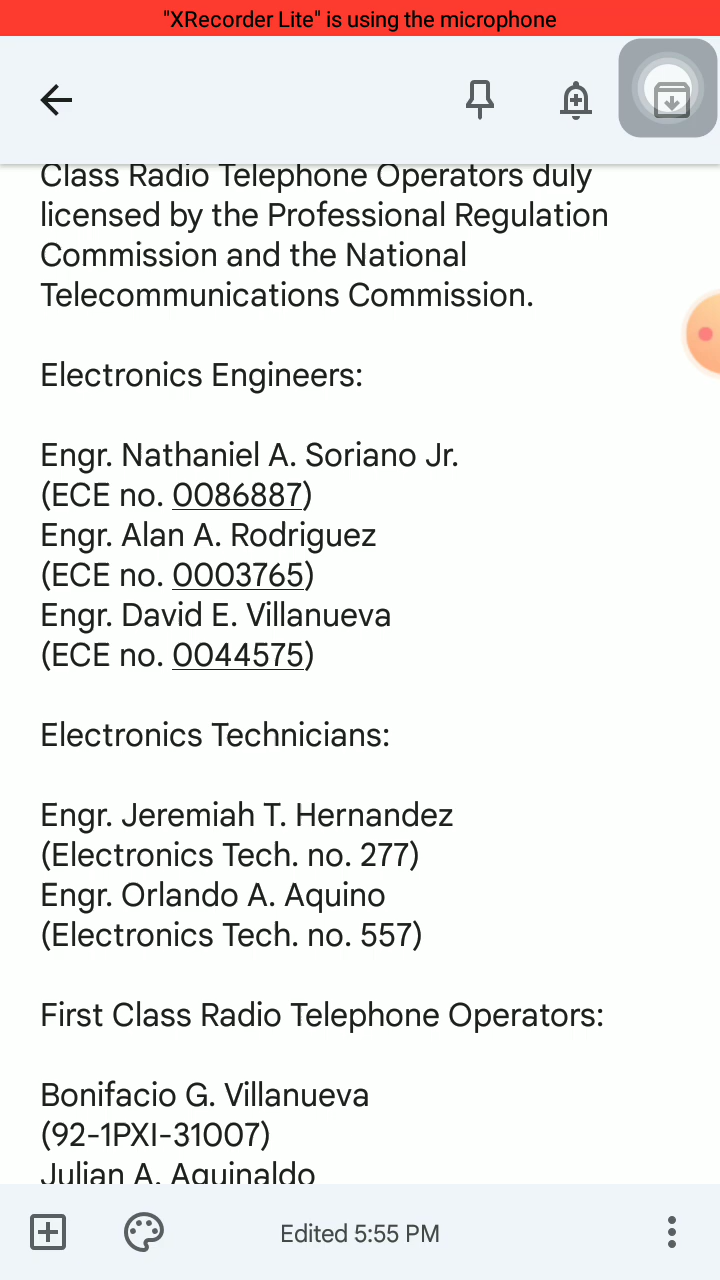 "XRecorder Lite" is using the microphone
Class Radio Telephone Operators duly
licensed by the Professional Regulation
Commission and the National
Telecommunications Commission.
Electronics Engineers:
Engr. Nathaniel A. Soriano Jr.
(ECE no. 0086887)
Engr. Alan A. Rodriguez
(ECE no. 0003765)
Engr. David E. Villanueva
(ECE no. 0044575)
Electronics Technicians:
Engr. Jeremiah T. Hernandez
(Electronics Tech. no. 277)
Engr. Orlando A. Aquino
(Electronics Tech. no. 557)
First Class Radio Telephone Operators:
Bonifacio G. Villanueva
(92-1PXI-31007)
Julian A. Aguinaldo
Edited 5:55 PM